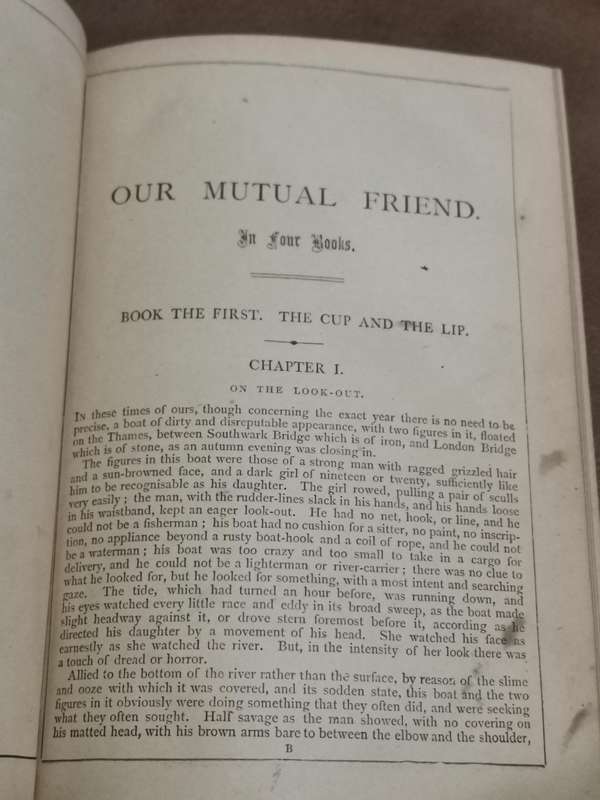 OUR MUTUAL FRIEND.
In Four Books.
BOOK THE FIRST. THE CUP AND THE LIP.
CHAPTER I.
ON THE LOOK-OUT.
IN these times of ours, though concerning the exact year there is no need to be
precise, a boat of dirty and disreputable appearance, with two figures in it, floated
on the Thames, between Southwark Bridge which is of iron, and London Bridge
which is of stone, as an autumn evening was closing in.
The figures in this boat were those of a strong man with ragged grizzled hair
and a sun-browned face, and a dark girl of nineteen or twenty, sufficiently like
him to be recognisable as his daughter. The girl rowed, pulling a pair of sculls
very easily; the man, with the rudder-lines slack in his hands, and his hands loose
in his waistband, kept an eager look-out. He had no net, hook, or line, and he
could not be a fisherman; his boat had no cushion for a sitter, no paint, no inscrip-
tion, no appliance beyond a rusty boat-hook and a coil of rope, and he could not
be a waterman; his boat was too crazy and too small to take in a cargo for
delivery, and he could not be a lighterman or river-carrier; there was no clue to
what he looked for, but he looked for something, with a most intent and searching
gaze. The tide, which had turned an hour before, was running down, and
his eyes watched every little race and eddy in its broad sweep, as the boat made
slight headway against it, or drove stern foremost before it, according as he
directed his daughter by a movement of his head. She watched his face as
earnestly as she watched the river. But, in the intensity of her look there was
a touch of dread or horror.
Allied to the bottom of the river rather than the surface, by reason of the slime
and ooze with which it was covered, and its sodden state, this boat and the two
figures in it obviously were doing something that they often did, and were seeking
what they often sought. Half savage as the man showed, with no covering on
his matted head, with his brown arms bare to between the elbow and the shoulder,
B